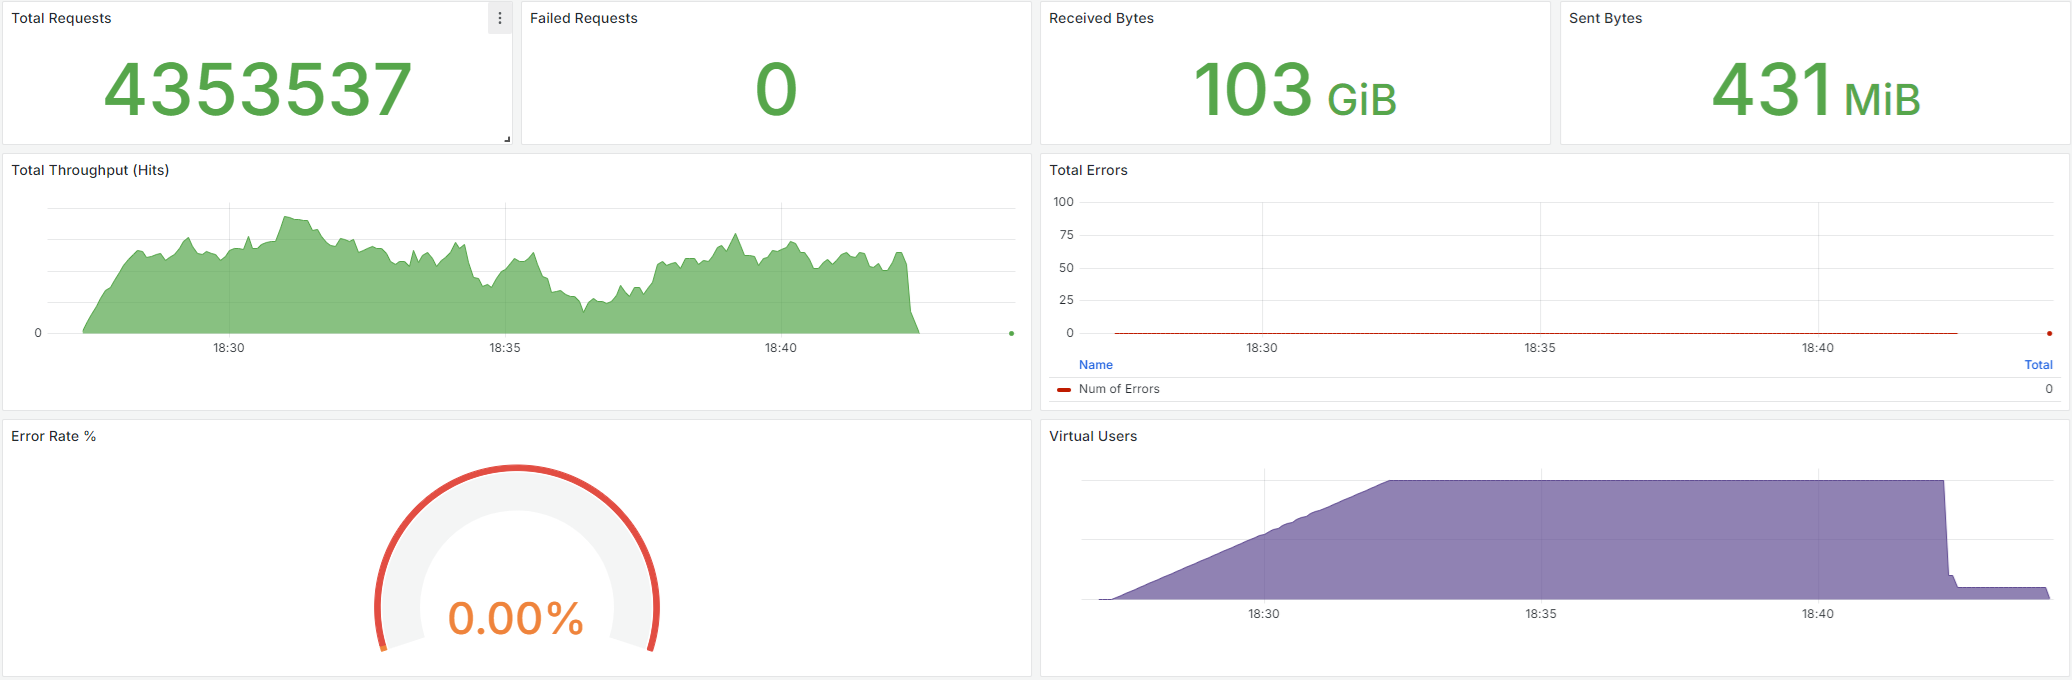 Total Requests
4353537
Failed Requests
0
Received Bytes
103 GiB
Sent Bytes
431 MiB
Total Throughput (Hits)
0
18:30 18:35 18:40
Total Errors
100
75
50
25
0
18:30 18:35 18:40
Name Total
Num of Errors 0
Error Rate %
0.00%
Virtual Users
18:30 18:35 18:40